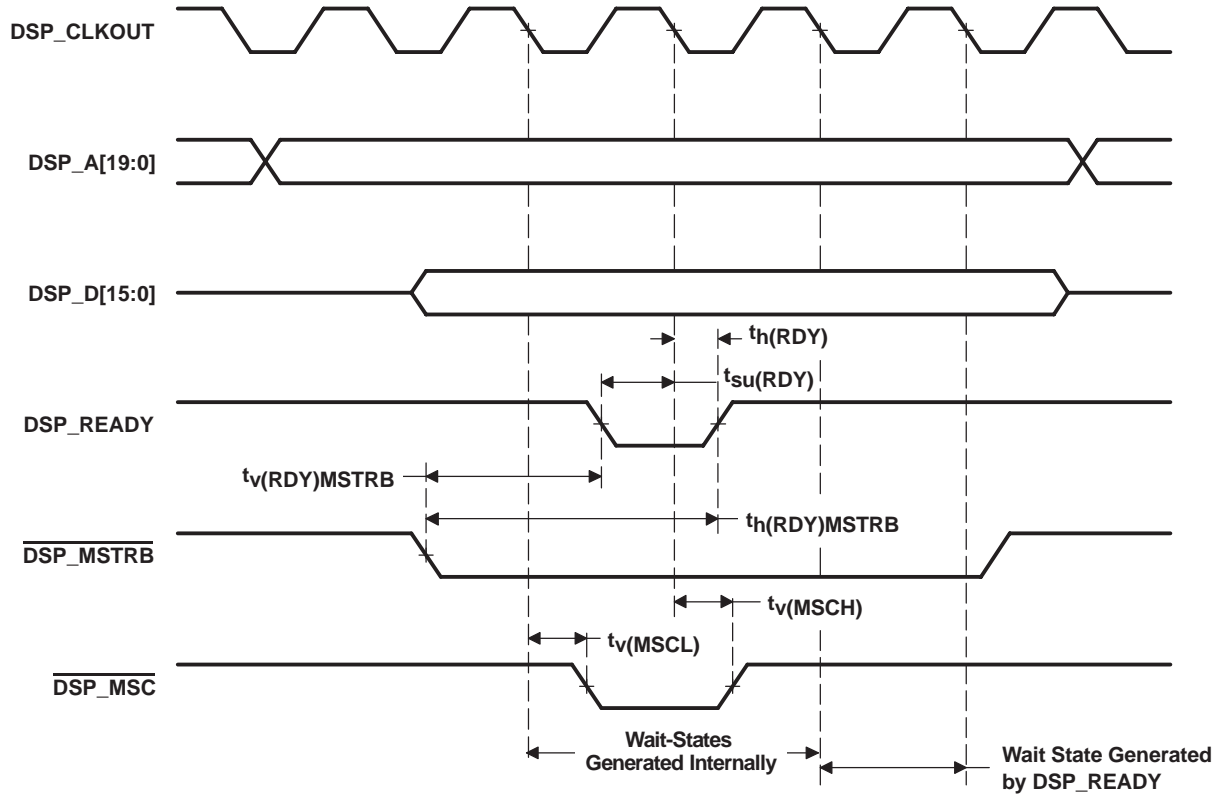 DSP_CLKOUT
DSP_A[19:0]
DSP_D[15:0]
th(RDY)
tsu(RDY)
DSP_READY
tv(RDY)MSTRB
th(RDY)MSTRB
DSP_MSTRB
tv(MSCH)
tv(MSCL)
DSP_MSC
Wait-States
Generated Internally
Wait State Generated
by DSP_READY